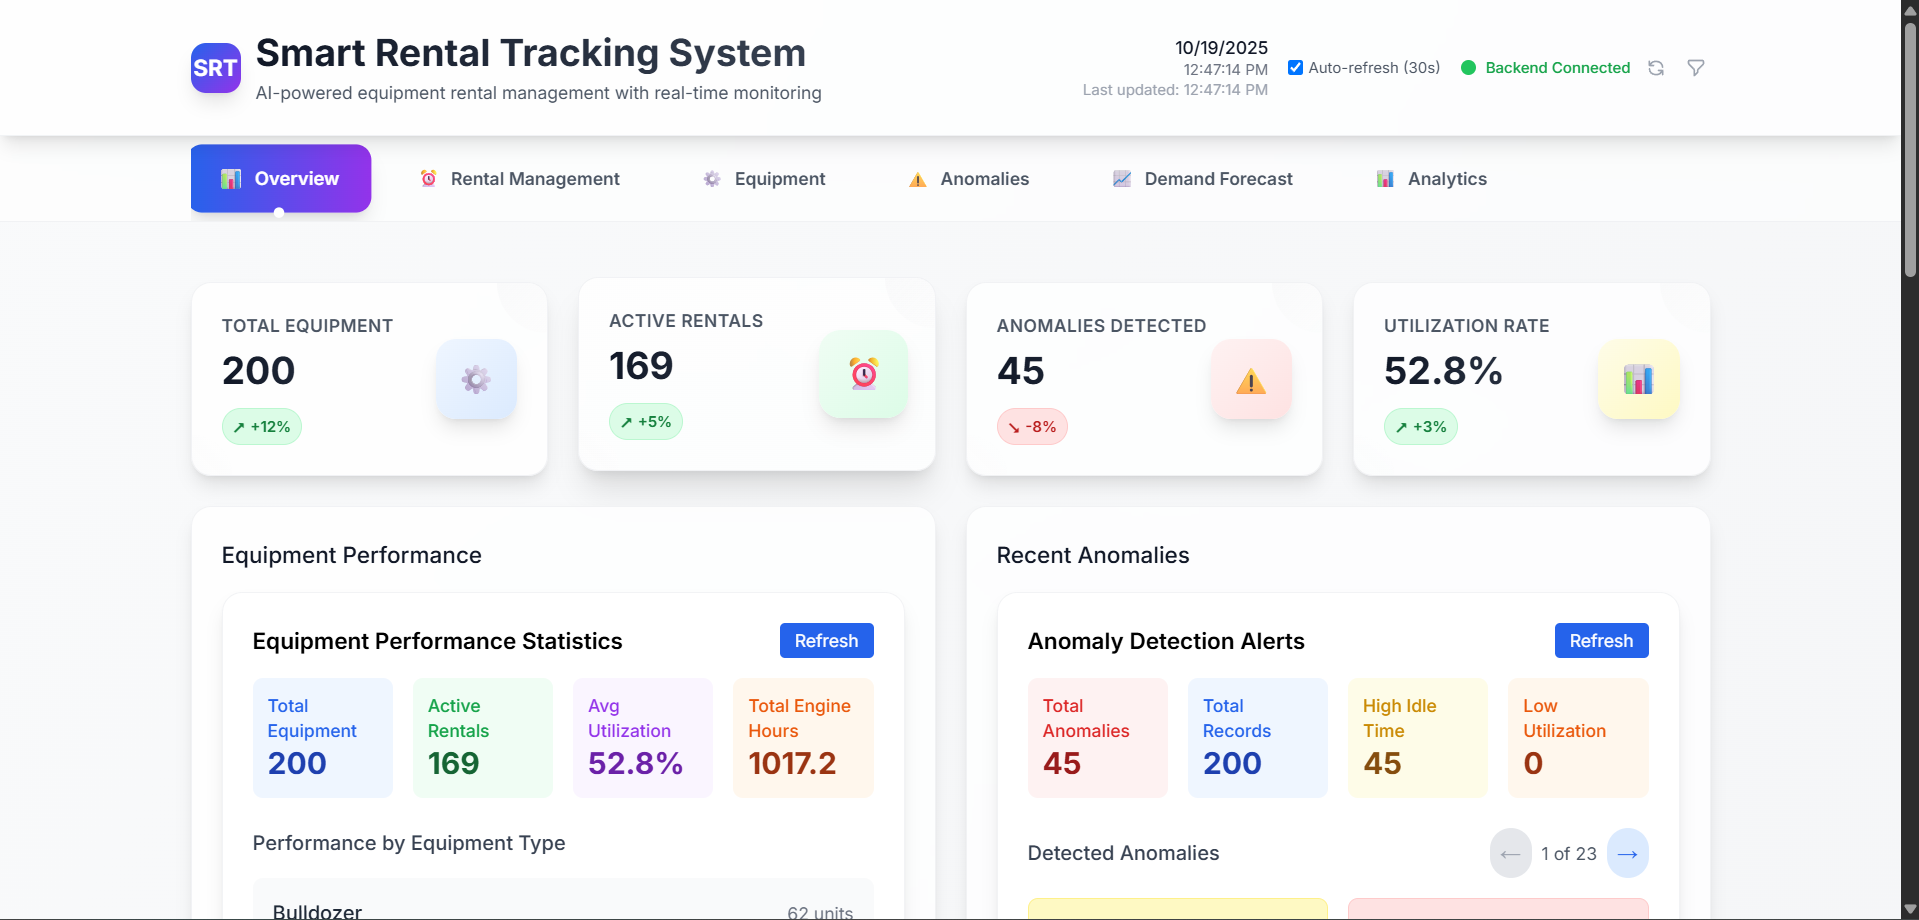 SRT
Smart Rental Tracking System
AI-powered equipment rental management with real-time monitoring
10/19/2025
12:47:14 PM
Last updated: 12:47:14 PM
Auto-refresh (30s)
Backend Connected
Overview
Rental Management
Equipment
Anomalies
Demand Forecast
Analytics
TOTAL EQUIPMENT
200
↗ +12%
ACTIVE RENTALS
169
↗ +5%
ANOMALIES DETECTED
45
↘ -8%
UTILIZATION RATE
52.8%
↗ +3%
Equipment Performance
Equipment Performance Statistics
Refresh
Total
Equipment
200
Active
Rentals
169
Avg
Utilization
52.8%
Total Engine
Hours
1017.2
Performance by Equipment Type
Bulldozer
62 units
Recent Anomalies
Anomaly Detection Alerts
Refresh
Total
Anomalies
45
Total
Records
200
High Idle
Time
45
Low
Utilization
0
Detected Anomalies
← 1 of 23 →